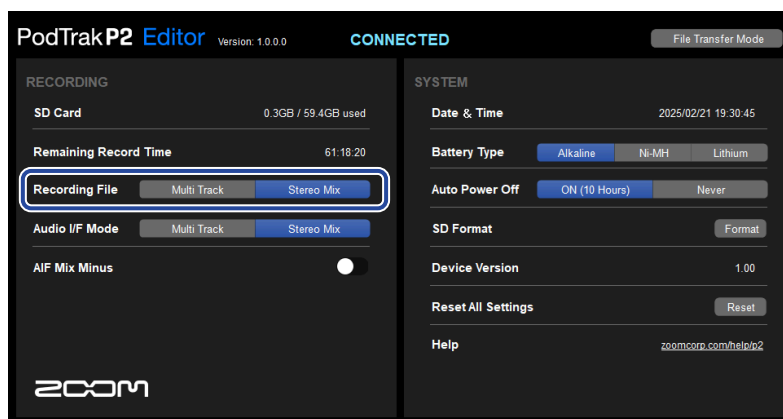 PodTrak P2 Editor Version: 1.0.0.0 CONNECTED File Transfer Mode
RECORDING
SD Card 0.3GB / 59.4GB used
Remaining Record Time 61:18:20
Recording File Multi Track Stereo Mix
Audio I/F Mode Multi Track Stereo Mix
AIF Mix Minus
ZOOM
SYSTEM
Date & Time 2025/02/21 19:30:45
Battery Type Alkaline Ni-MH Lithium
Auto Power Off ON (10 Hours) Never
SD Format Format
Device Version 1.00
Reset All Settings Reset
Help zoomcorp.com/help/p2